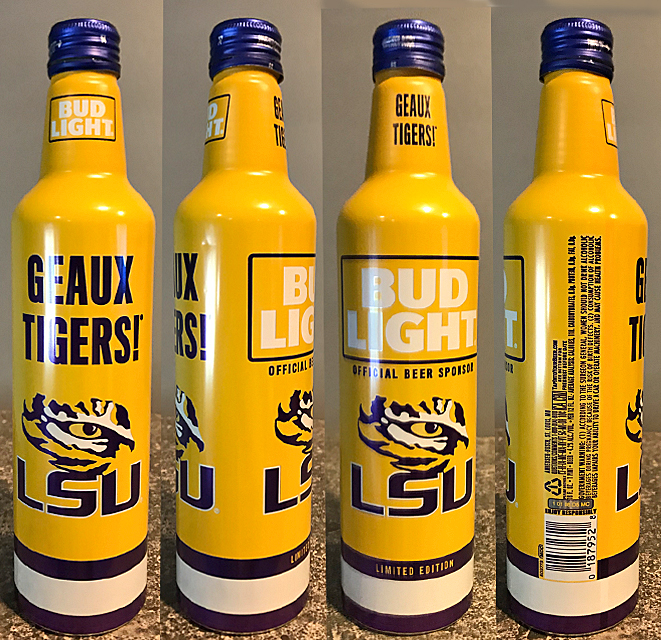 BUD
LIGHT.
GEAUX
TIGERS!
LSU
GEAUX
TIGERS!
BUD
LIGHT.
OFFICIAL BEER SPONSOR
LSU
LIMITED EDITION
GOVERNMENT WARNING: (1) ACCORDING TO THE SURGEON GENERAL, WOMEN SHOULD NOT DRINK ALCOHOLIC
BEVERAGES DURING PREGNANCY BECAUSE OF THE RISK OF BIRTH DEFECTS. (2) CONSUMPTION OF ALCOHOLIC
BEVERAGES IMPAIRS YOUR ABILITY TO DRIVE A CAR OR OPERATE MACHINERY, AND MAY CAUSE HEALTH PROBLEMS.
ENJOY RESPONSIBLY
0 187952